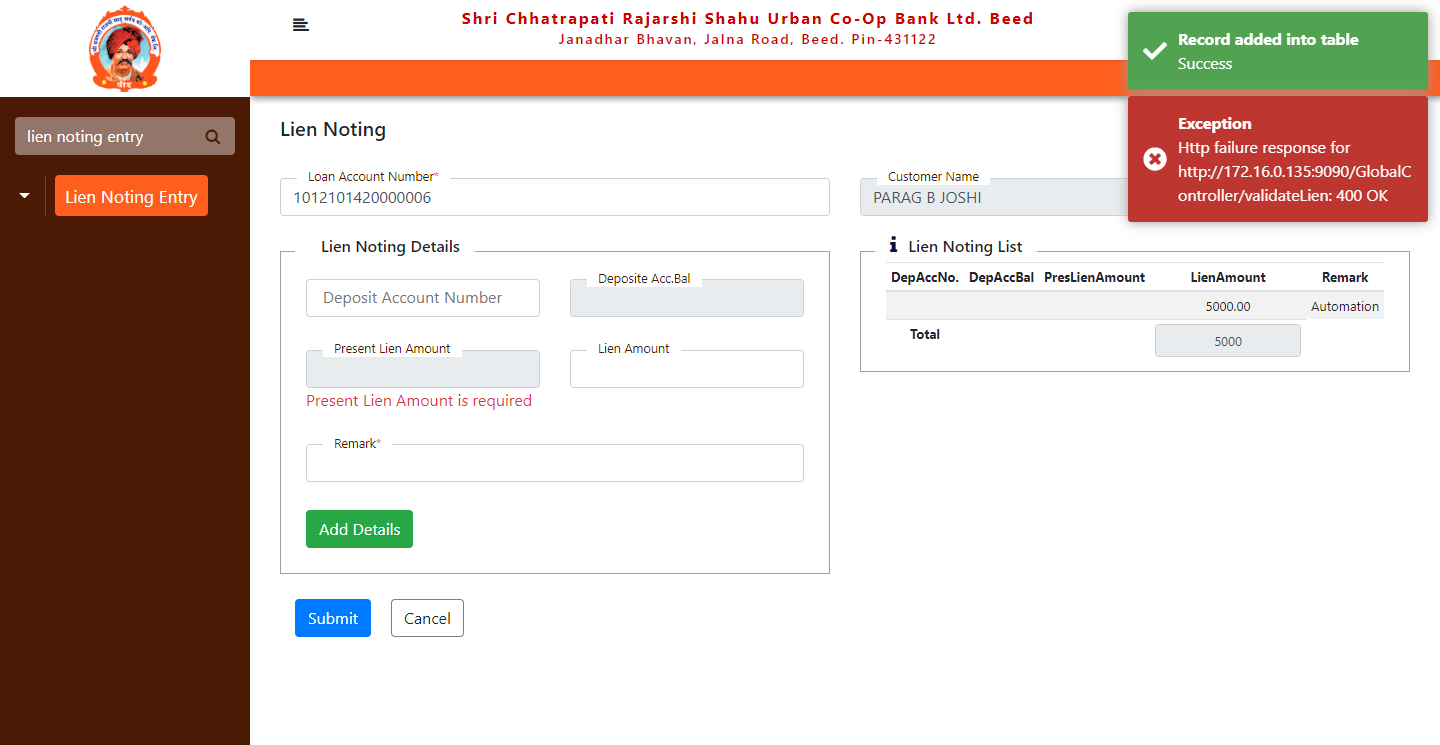 Shri Chhatrapati Rajarshi Shahu Urban Co-Op Bank Ltd. Beed
Janadhar Bhavan, Jalna Road, Beed. Pin-431122
Record added into table
Success
Exception
Http failure response for
http://172.16.0.135:9090/GlobalC
ontroller/validateLien: 400 OK
lien noting entry
Lien Noting Entry
Lien Noting
Loan Account Number*
1012101420000006
Customer Name
PARAG B JOSHI
Lien Noting Details
Deposit Account Number
Deposite Acc.Bal
Present Lien Amount
Lien Amount
Present Lien Amount is required
Remark*
Add Details
Submit Cancel
Lien Noting List
DepAccNo. DepAccBal PresLienAmount LienAmount Remark
5000.00 Automation
Total 5000